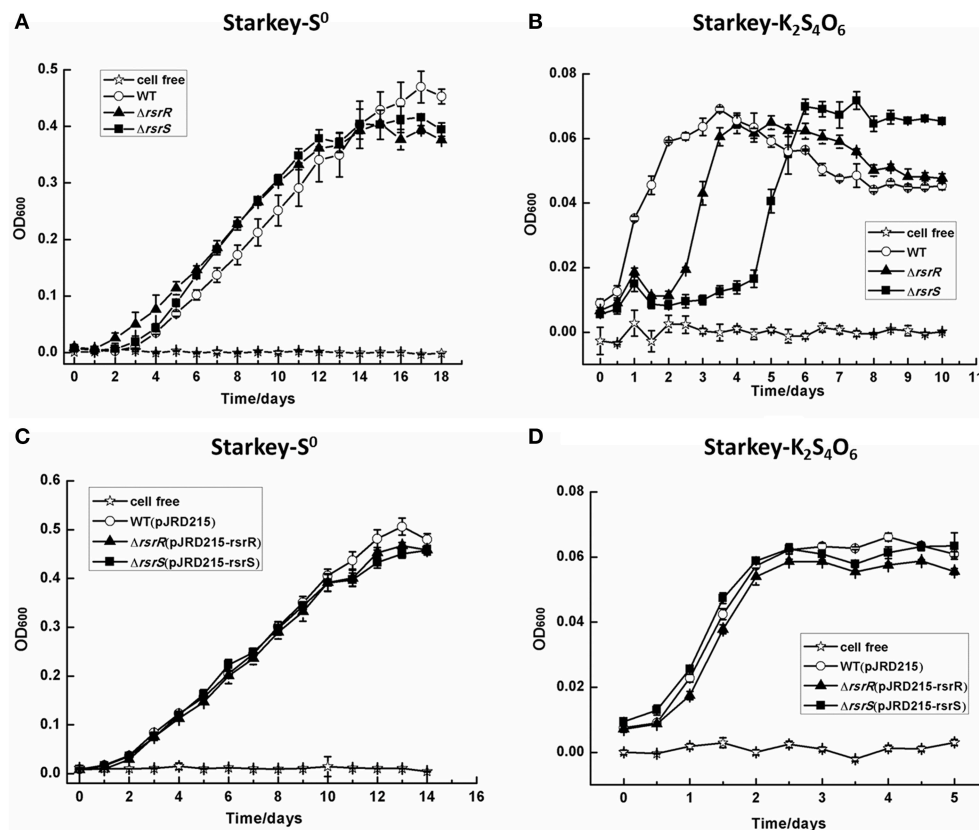 A
Starkey-S⁰
OD₆₀₀
0.5
0.4
0.3
0.2
0.1
0.0
cell free
WT
ΔrsrR
ΔrsrS
0 2 4 6 8 10 12 14 16 18
Time/days
B
Starkey-K₂S₄O₆
OD₆₀₀
0.08
0.06
0.04
0.02
0.00
cell free
WT
ΔrsrR
ΔrsrS
0 1 2 3 4 5 6 7 8 9 10 11
Time/days
C
Starkey-S⁰
OD₆₀₀
0.6
0.5
0.4
0.3
0.2
0.1
0.0
cell free
WT(pJRD215)
ΔrsrR(pJRD215-rsrR)
ΔrsrS(pJRD215-rsrS)
0 2 4 6 8 10 12 14 16
Time/days
D
Starkey-K₂S₄O₆
OD₆₀₀
0.08
0.06
0.04
0.02
0.00
cell free
WT(pJRD215)
ΔrsrR(pJRD215-rsrR)
ΔrsrS(pJRD215-rsrS)
0 1 2 3 4 5
Time/days